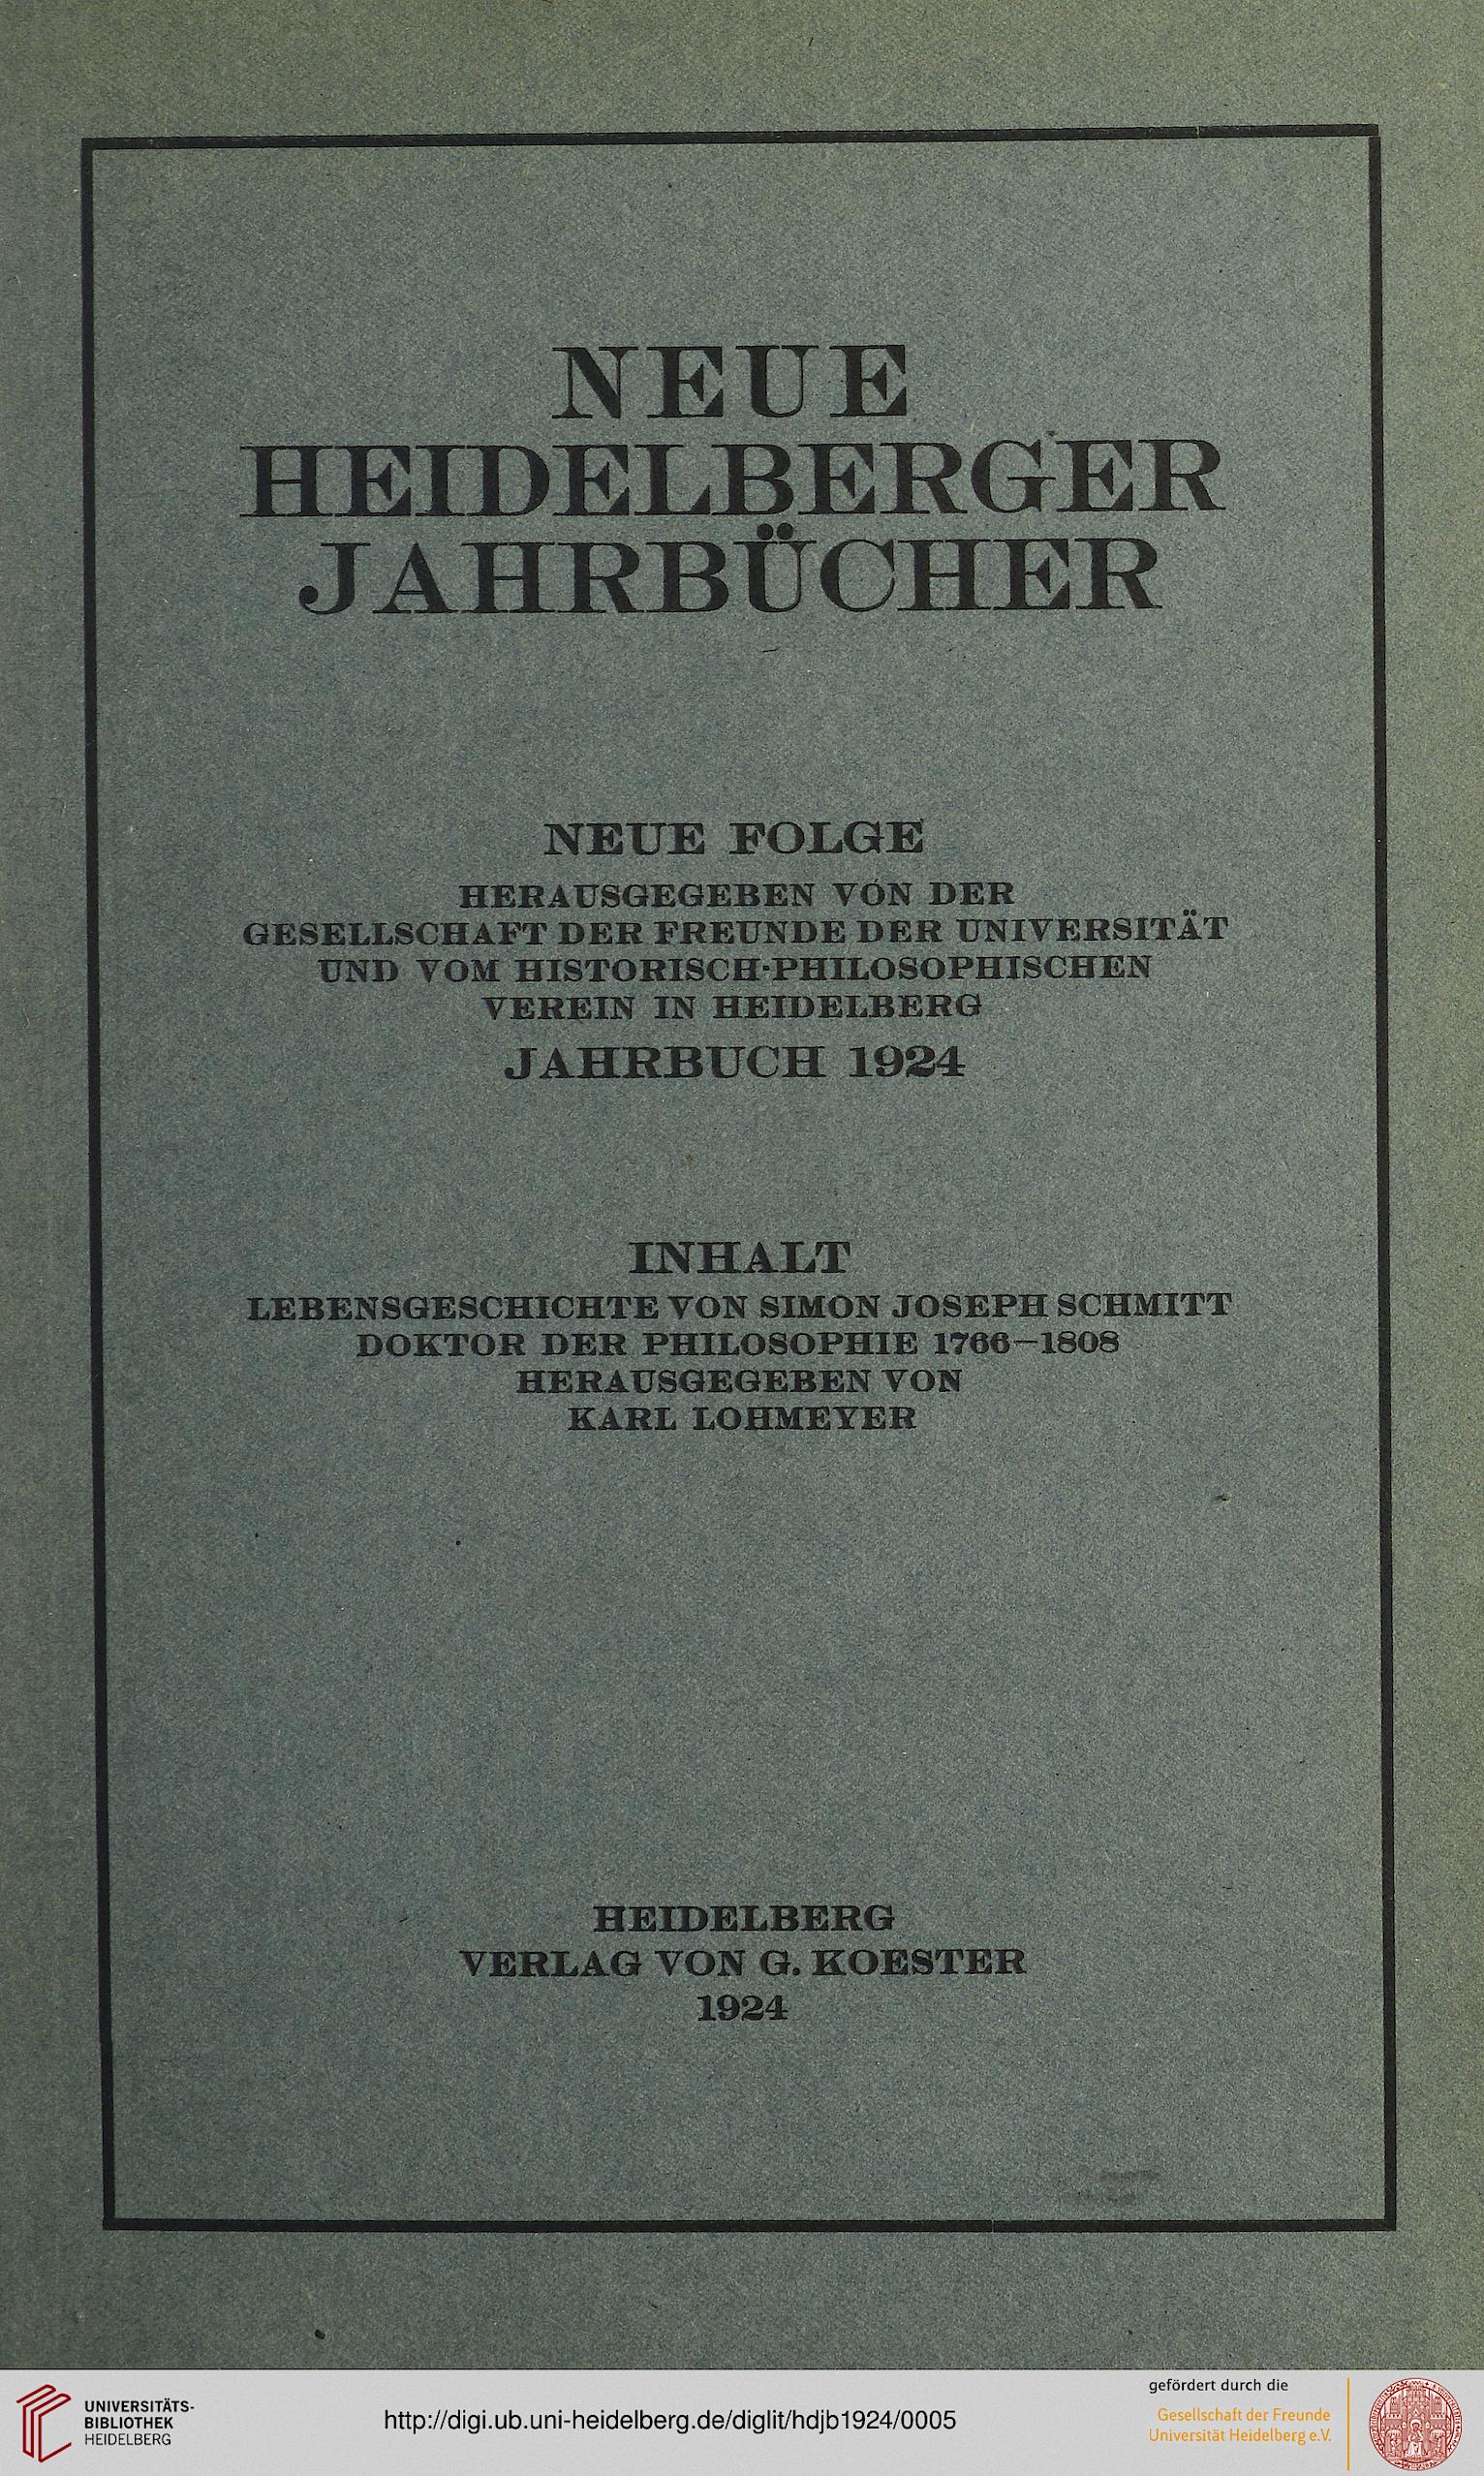 NEUE
HEIDELBERGER
JAHRBÜCHER
NEUE FOLGE
HERAUSGEGEBEN VON DER
GESELLSCHAFT DER FREUNDE DER UNIVERSITÄT
UND VOM HISTORISCH-PHILOSOPHISCHEN
VEREIN IN HEIDELBERG
JAHRBUCH 1924
INHALT
LEBENSGESCHICHTE VON SIMON JOSEPH SCHMITT
DOKTOR DER PHILOSOPHIE 1766—1808
HERAUSGEGEBEN VON
KARL LOHMEYER
HEIDELBERG
VERLAG VON G. KOESTER
1924
UNIVERSITÄTS-
BIBLIOTHEK
HEIDELBERG
http://digi.ub.uni-heidelberg.de/diglit/hdjb1924/0005
gefördert durch die
Gesellschaft der Freunde
Universität Heidelberg e.V.